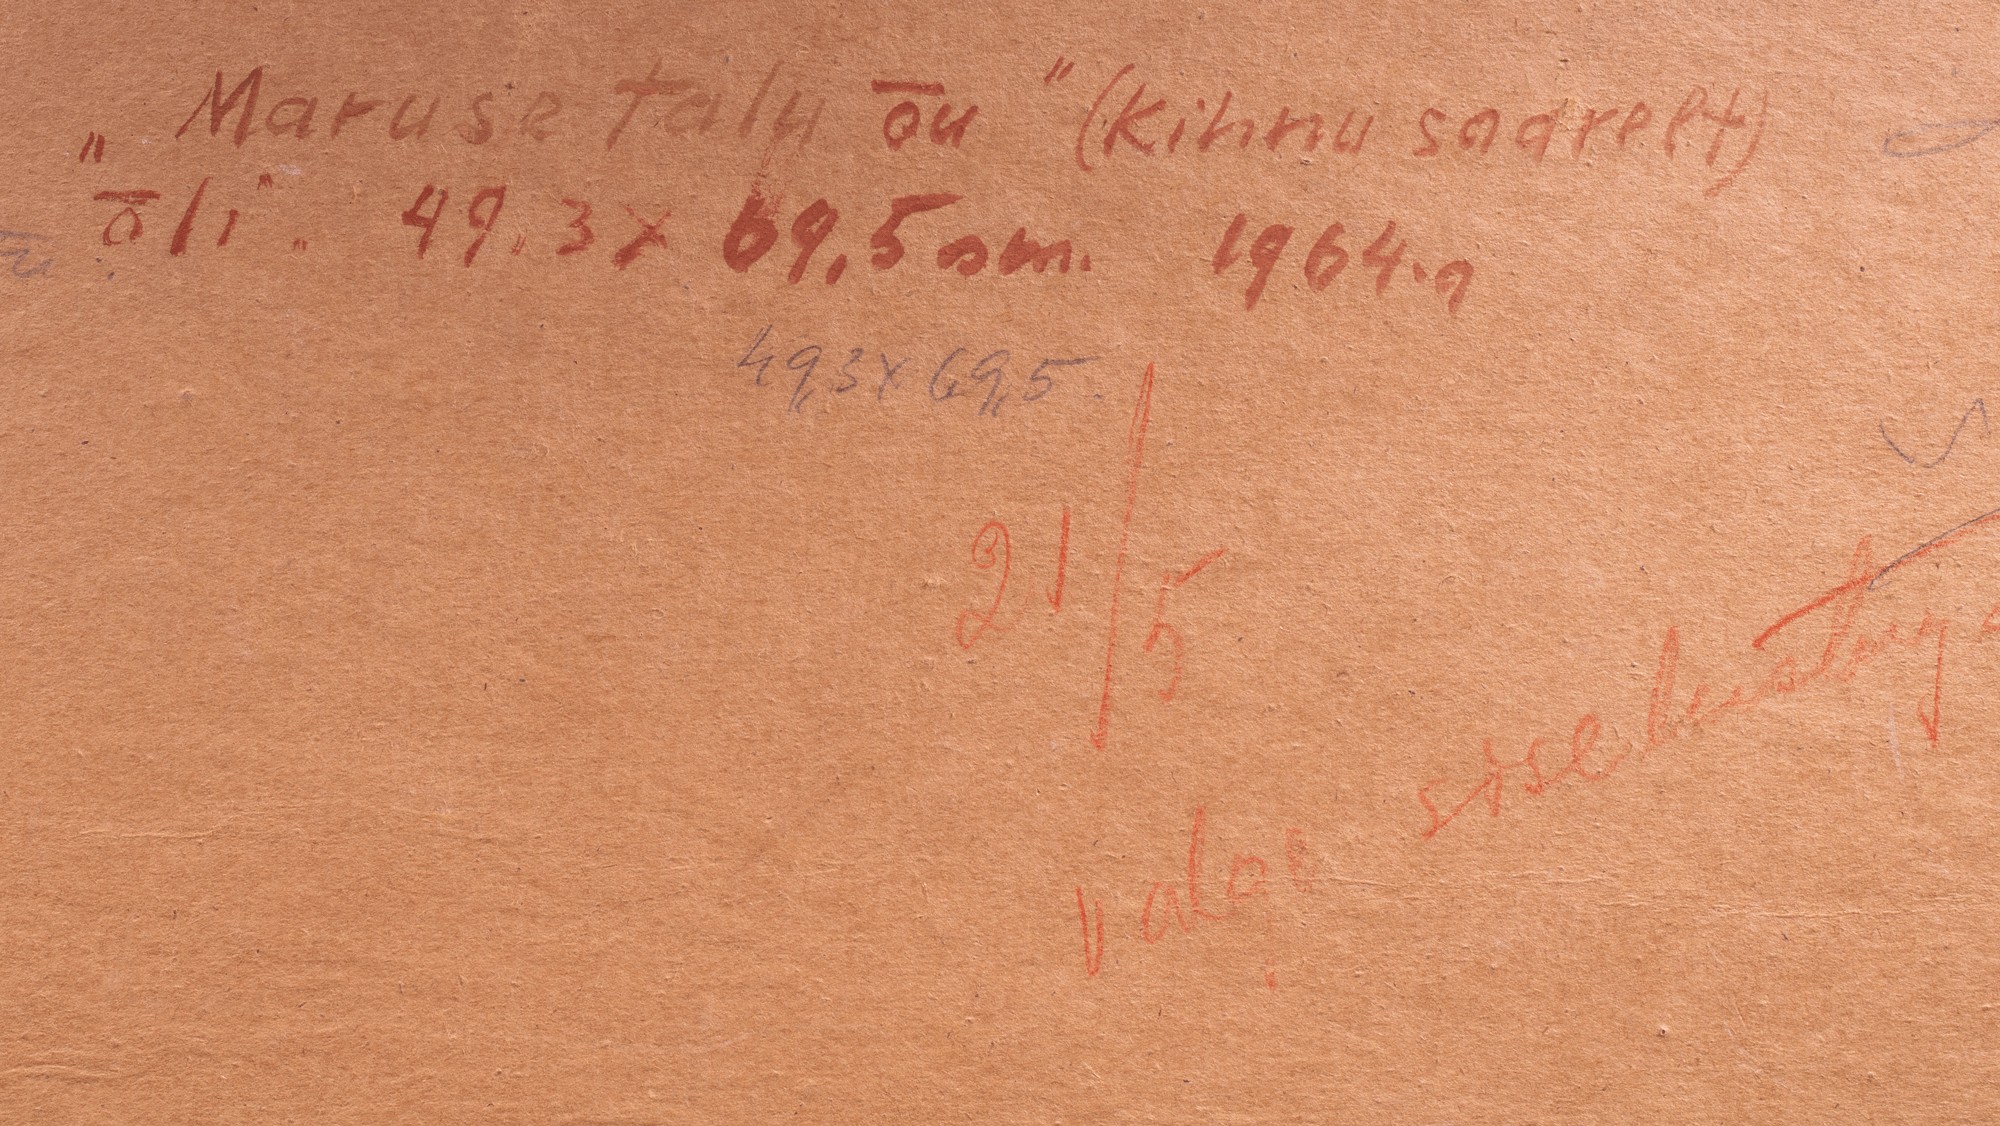 „Maruse talu õu" (Kihnu saarelt)
õli". 49.3 x 69,5 sm. 1964.a
49,3 x 69,5.
21/5
valge sise